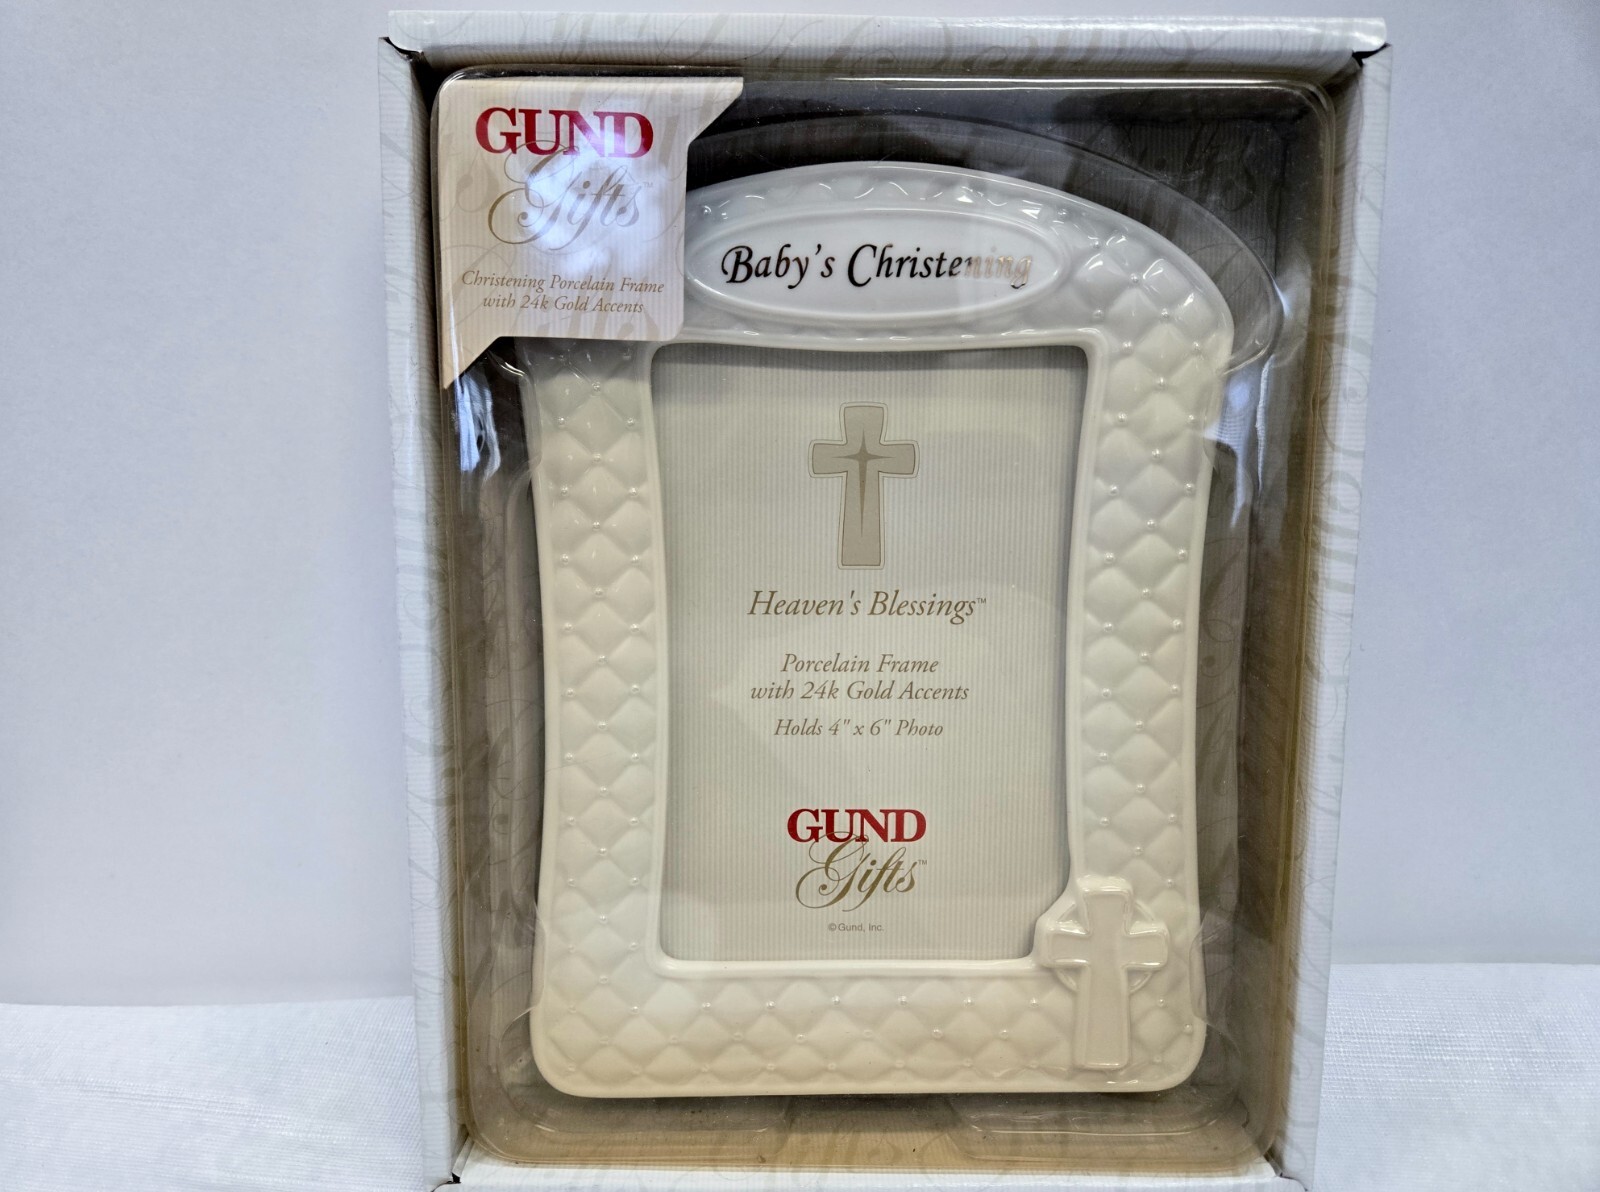 GUND
Gifts™
Christening Porcelain Frame
with 24k Gold Accents
Baby's Christening
Heaven's Blessings™
Porcelain Frame
with 24k Gold Accents
Holds 4" x 6" Photo
GUND
Gifts™
© Gund, Inc.